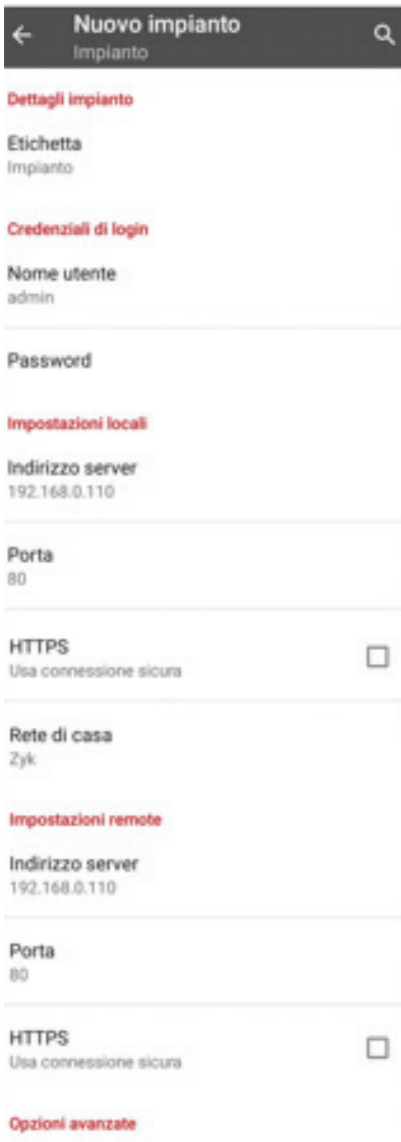 Nuovo impianto
Impianto
Dettagli impianto
Etichetta
Impianto
Credenziali di login
Nome utente
admin
Password
Impostazioni locali
Indirizzo server
192.168.0.110
Porta
80
HTTPS
Usa connessione sicura
Rete di casa
Zyk
Impostazioni remote
Indirizzo server
192.168.0.110
Porta
80
HTTPS
Usa connessione sicura
Opzioni avanzate